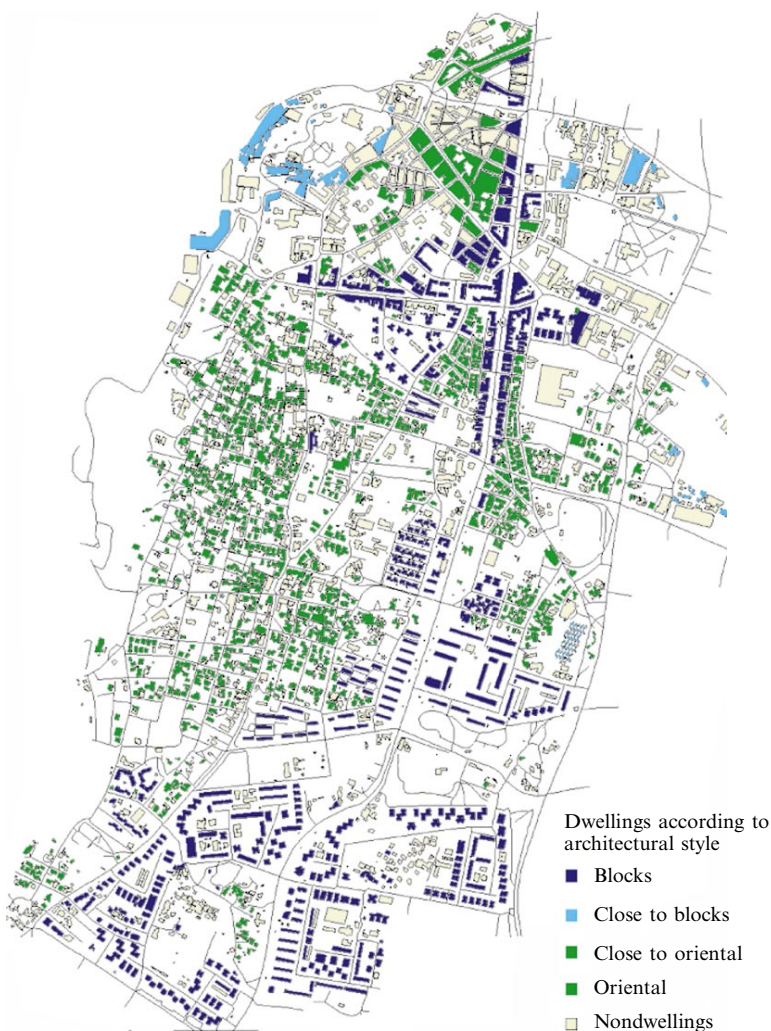 Dwellings according to
architectural style
Blocks
Close to blocks
Close to oriental
Oriental
Nondwellings